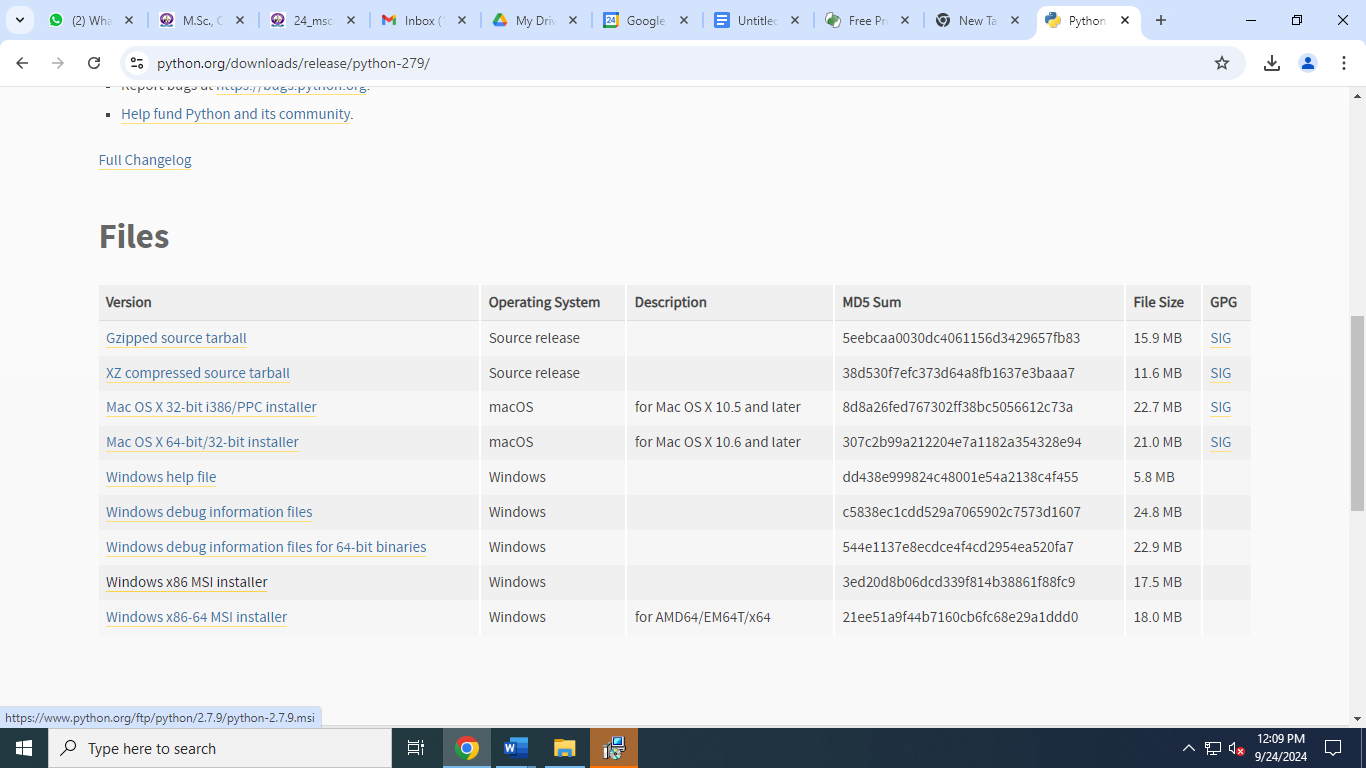 (2) Wha
M.Sc., C
24_msc
Inbox (
My Driv
24
Google
Untitled
Free Pr
New Ta
Python
python.org/downloads/release/python-279/
Report bugs at https://bugs.python.org.
Help fund Python and its community.
Full Changelog
Files
Version Operating System Description MD5 Sum File Size GPG
Gzipped source tarball Source release 5eebcaa0030dc4061156d3429657fb83 15.9 MB SIG
XZ compressed source tarball Source release 38d530f7efc373d64a8fb1637e3baaa7 11.6 MB SIG
Mac OS X 32-bit i386/PPC installer macOS for Mac OS X 10.5 and later 8d8a26fed767302ff38bc5056612c73a 22.7 MB SIG
Mac OS X 64-bit/32-bit installer macOS for Mac OS X 10.6 and later 307c2b99a212204e7a1182a354328e94 21.0 MB SIG
Windows help file Windows dd438e999824c48001e54a2138c4f455 5.8 MB
Windows debug information files Windows c5838ec1cdd529a7065902c7573d1607 24.8 MB
Windows debug information files for 64-bit binaries Windows 544e1137e8ecdce4f4cd2954ea520fa7 22.9 MB
Windows x86 MSI installer Windows 3ed20d8b06dcd339f814b38861f88fc9 17.5 MB
Windows x86-64 MSI installer Windows for AMD64/EM64T/x64 21ee51a9f44b7160cb6fc68e29a1ddd0 18.0 MB
https://www.python.org/ftp/python/2.7.9/python-2.7.9.msi
Type here to search
12:09 PM
9/24/2024